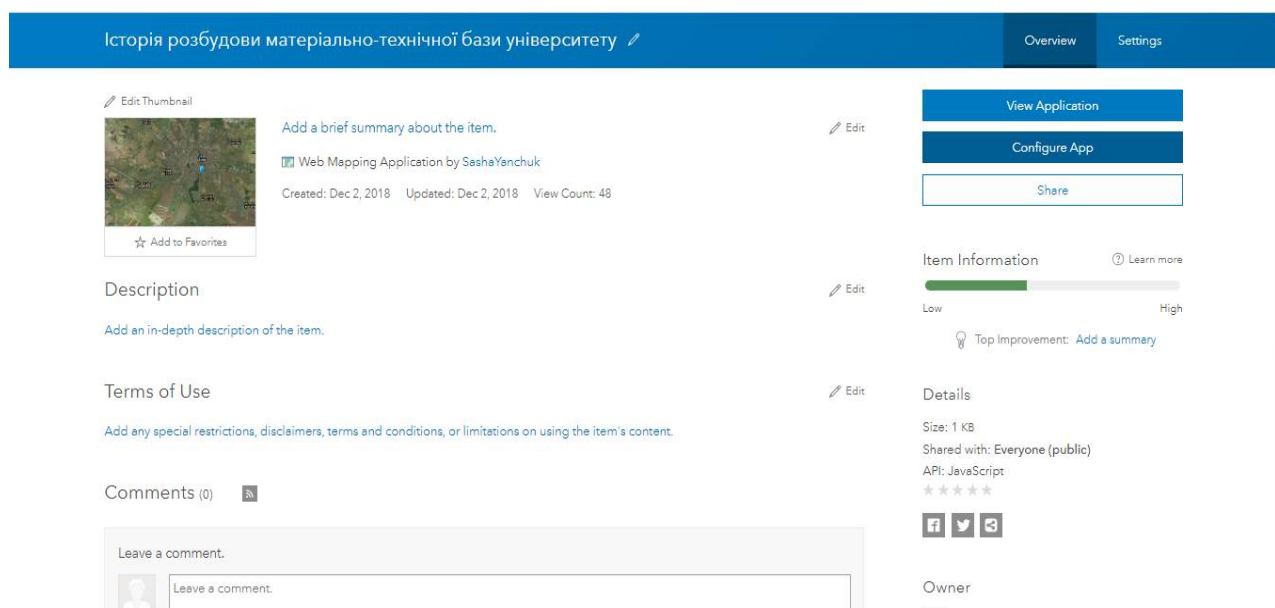 Історія розбудови матеріально-технічної бази університету
Overview
Settings
Edit Thumbnail
Add to Favorites
Add a brief summary about the item.
Edit
Web Mapping Application by SashaYanchuk
Created: Dec 2, 2018 Updated: Dec 2, 2018 View Count: 48
View Application
Configure App
Share
Description
Edit
Add an in-depth description of the item.
Terms of Use
Edit
Add any special restrictions, disclaimers, terms and conditions, or limitations on using the item's content.
Comments (0)
Leave a comment.
Leave a comment.
Item Information
Learn more
Low
High
Top Improvement: Add a summary
Details
Size: 1 KB
Shared with: Everyone (public)
API: JavaScript
Owner